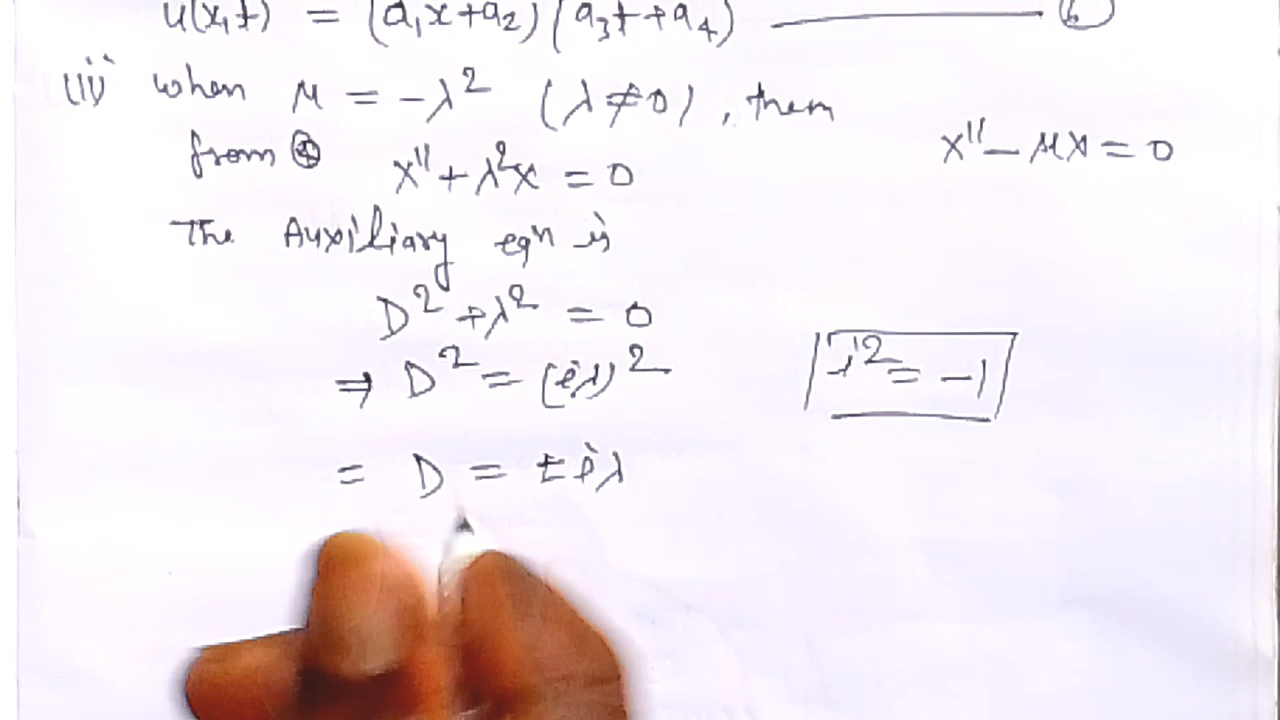 u(x,t) = (a₁x+a₂)(a₃t+a₄) ——— ⑥
(ii) when μ = -λ² (λ≠0), them
from ④ X'' + λ²X = 0
X'' - μX = 0
The Auxiliary eqⁿ is
D² + λ² = 0
⇒ D² = (iλ)²
i² = -1
= D = ± iλ